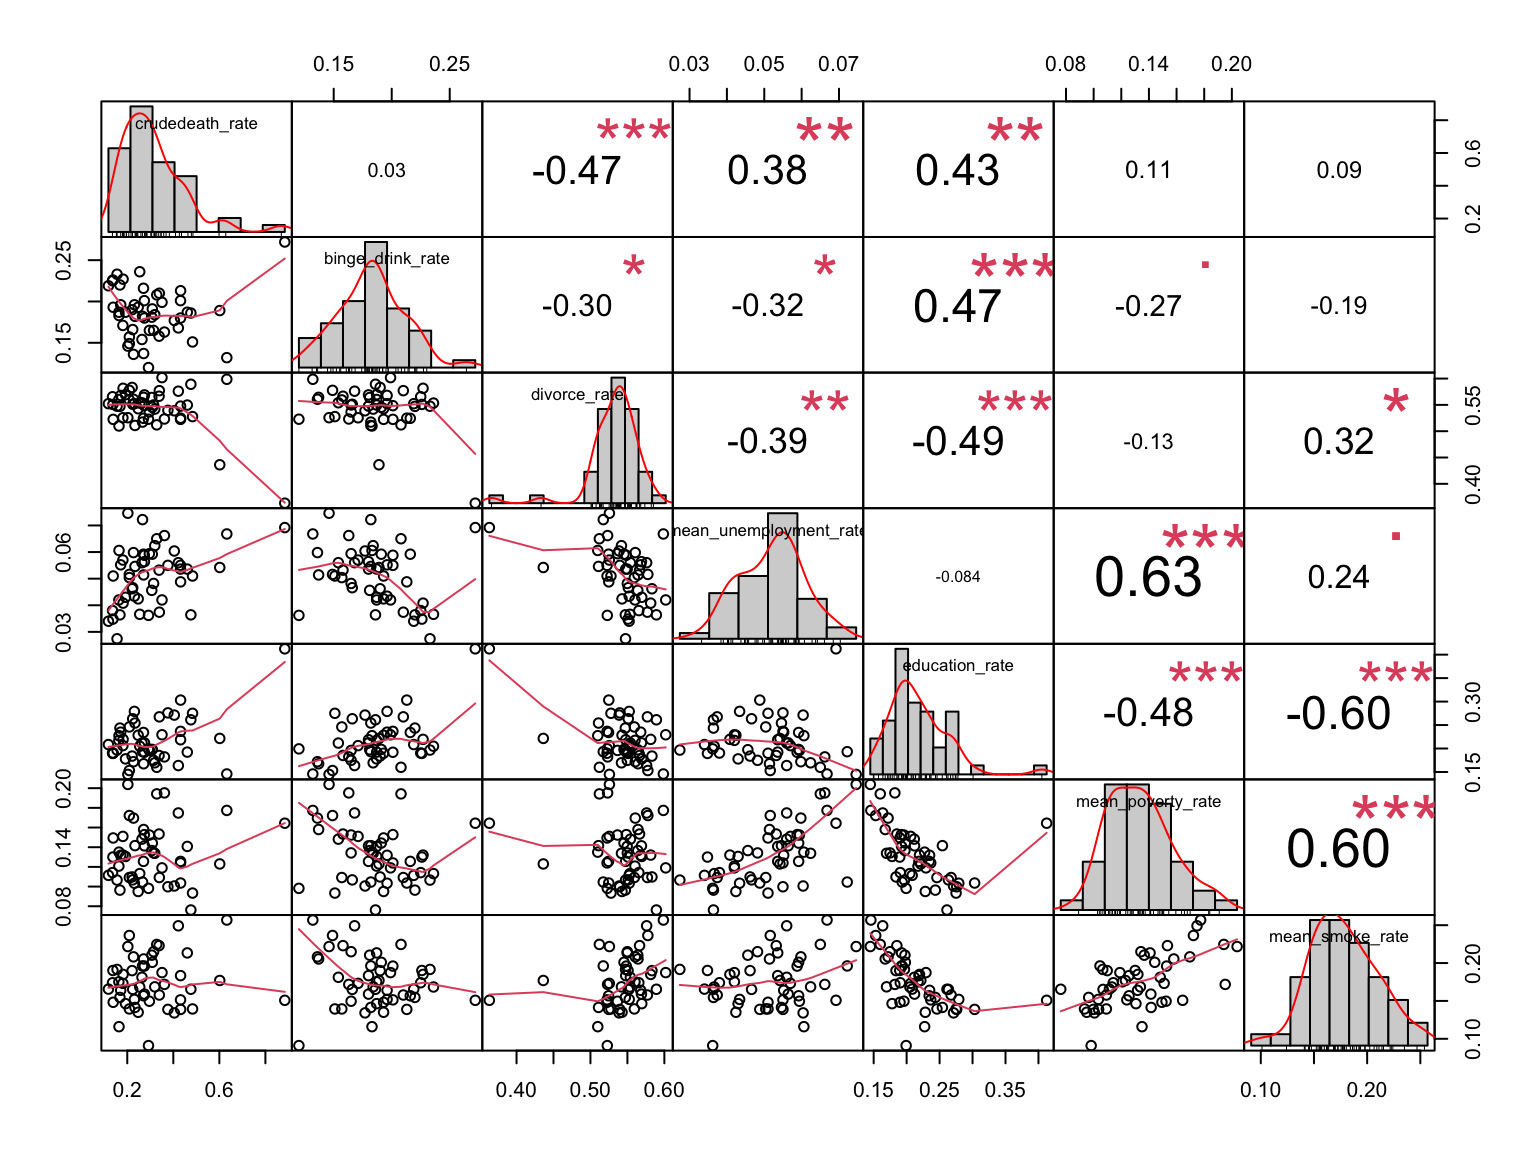 0.15 0.25 0.03 0.05 0.07 0.08 0.14 0.20
crudedeath_rate *** ** **
0.03 -0.47 0.38 0.43 0.11 0.09
0.2 0.6
binge_drink_rate * * *** .
-0.30 -0.32 0.47 -0.27 -0.19
0.15 0.25
divorce_rate ** *** *
-0.39 -0.49 -0.13 0.32
0.40 0.55
mean_unemployment_rate *** .
-0.084 0.63 0.24
0.03 0.06
education_rate *** ***
-0.48 -0.60
0.15 0.30
mean_poverty_rate ***
0.60
0.08 0.14 0.20
mean_smoke_rate
0.10 0.20
0.2 0.6 0.40 0.50 0.60 0.15 0.25 0.35 0.10 0.20